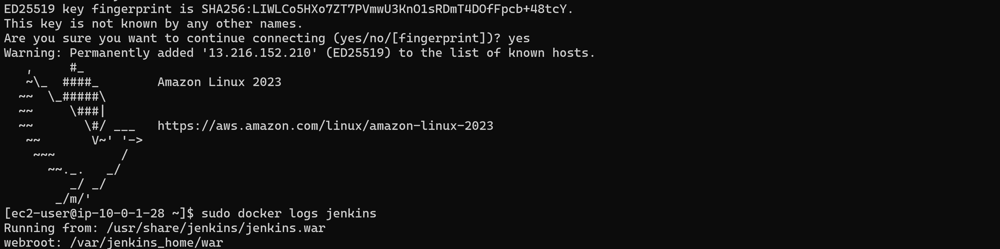 ED25519 key fingerprint is SHA256:LIWLCo5HXo7ZT7PVmwU3KnO1sRDmT4DOfFpcb+48tcY.
This key is not known by any other names.
Are you sure you want to continue connecting (yes/no/[fingerprint])? yes
Warning: Permanently added '13.216.152.210' (ED25519) to the list of known hosts.
   ,     #_
   ~\_  ####_        Amazon Linux 2023
  ~~  \_#####\
  ~~     \###|
  ~~       \#/ ___   https://aws.amazon.com/linux/amazon-linux-2023
   ~~       V~' '->
    ~~~         /
      ~~._.   _/
         _/ _/
       _/m/'
[ec2-user@ip-10-0-1-28 ~]$ sudo docker logs jenkins
Running from: /usr/share/jenkins/jenkins.war
webroot: /var/jenkins_home/war